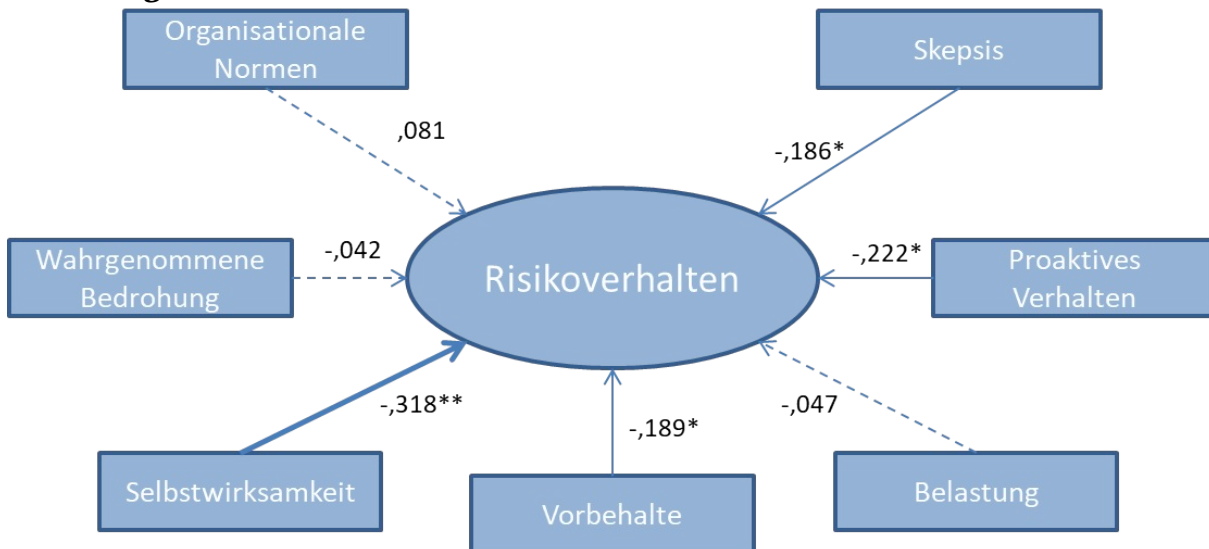 Organisationale
Normen
Skepsis
,081
-,186*
Wahrgenommene
Bedrohung
-,042
Risikoverhalten
-,222*
Proaktives
Verhalten
-,318**
-,189*
-,047
Selbstwirksamkeit
Vorbehalte
Belastung